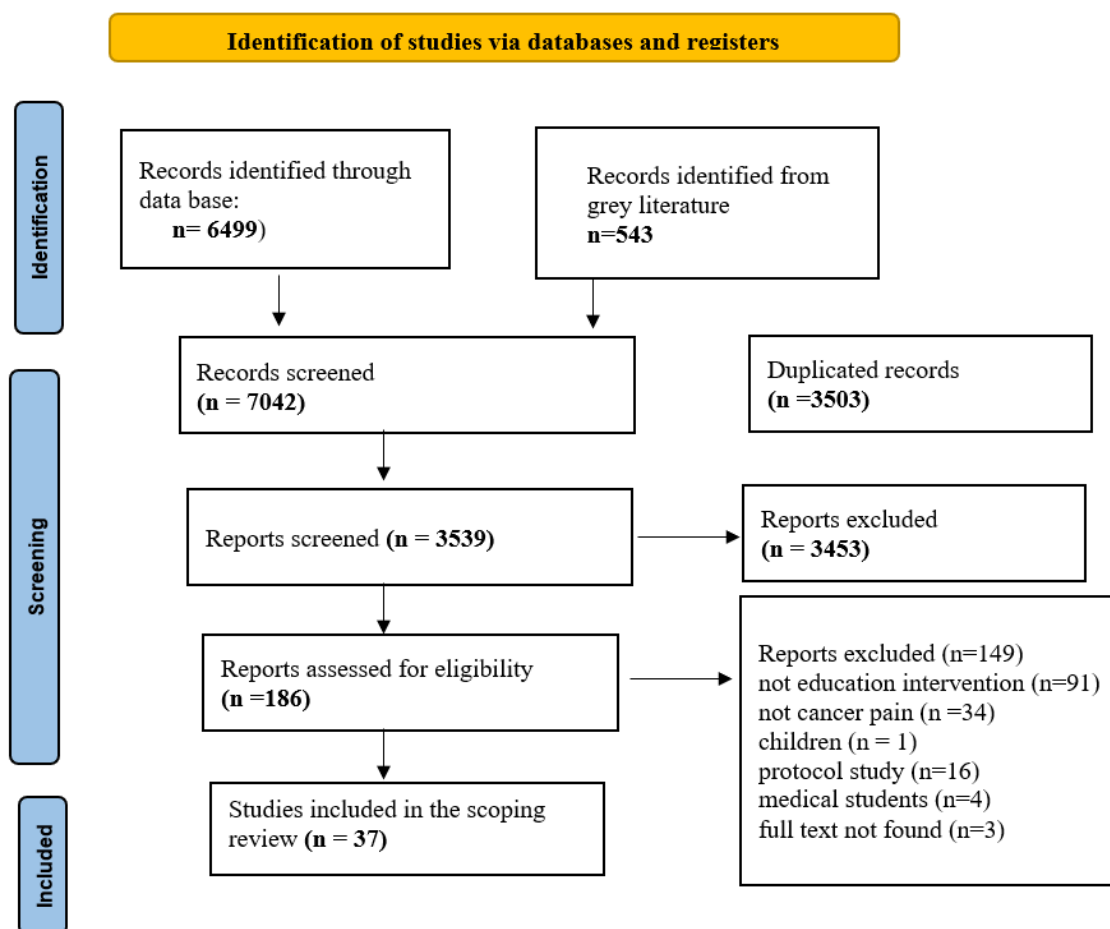 Identification of studies via databases and registers
Identification
Records identified through
data base:
n= 6499)
Records identified from
grey literature
n=543
Screening
Records screened
(n = 7042)
Duplicated records
(n =3503)
Reports screened (n = 3539)
Reports excluded
(n = 3453)
Reports assessed for eligibility
(n =186)
Reports excluded (n=149)
not education intervention (n=91)
not cancer pain (n =34)
children (n = 1)
protocol study (n=16)
medical students (n=4)
full text not found (n=3)
Included
Studies included in the scoping
review (n = 37)